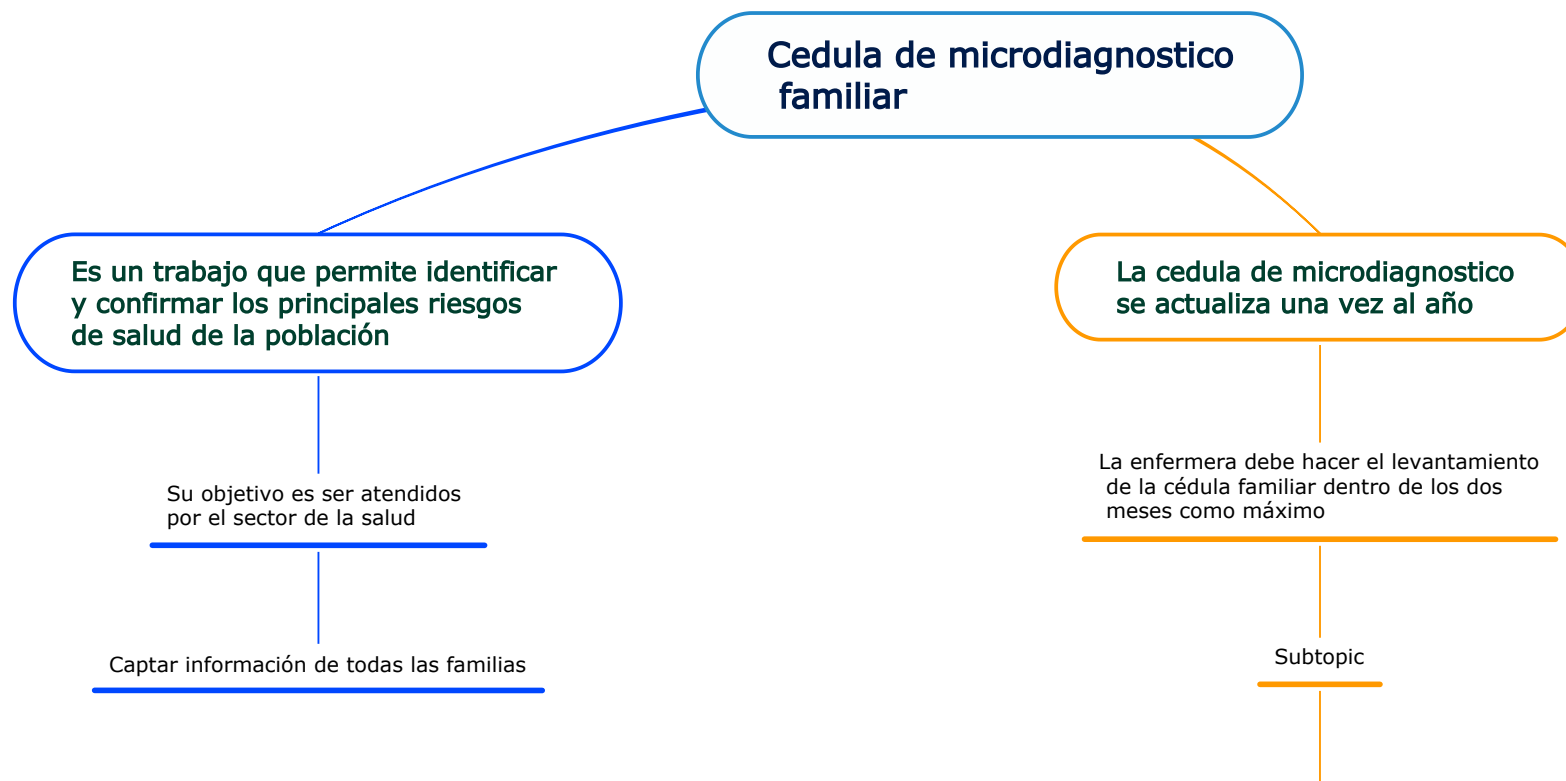 Cedula de microdiagnostico
familiar
Es un trabajo que permite identificar
y confirmar los principales riesgos
de salud de la población
La cedula de microdiagnostico
se actualiza una vez al año
Su objetivo es ser atendidos
por el sector de la salud
La enfermera debe hacer el levantamiento
de la cédula familiar dentro de los dos
meses como máximo
Captar información de todas las familias
Subtopic